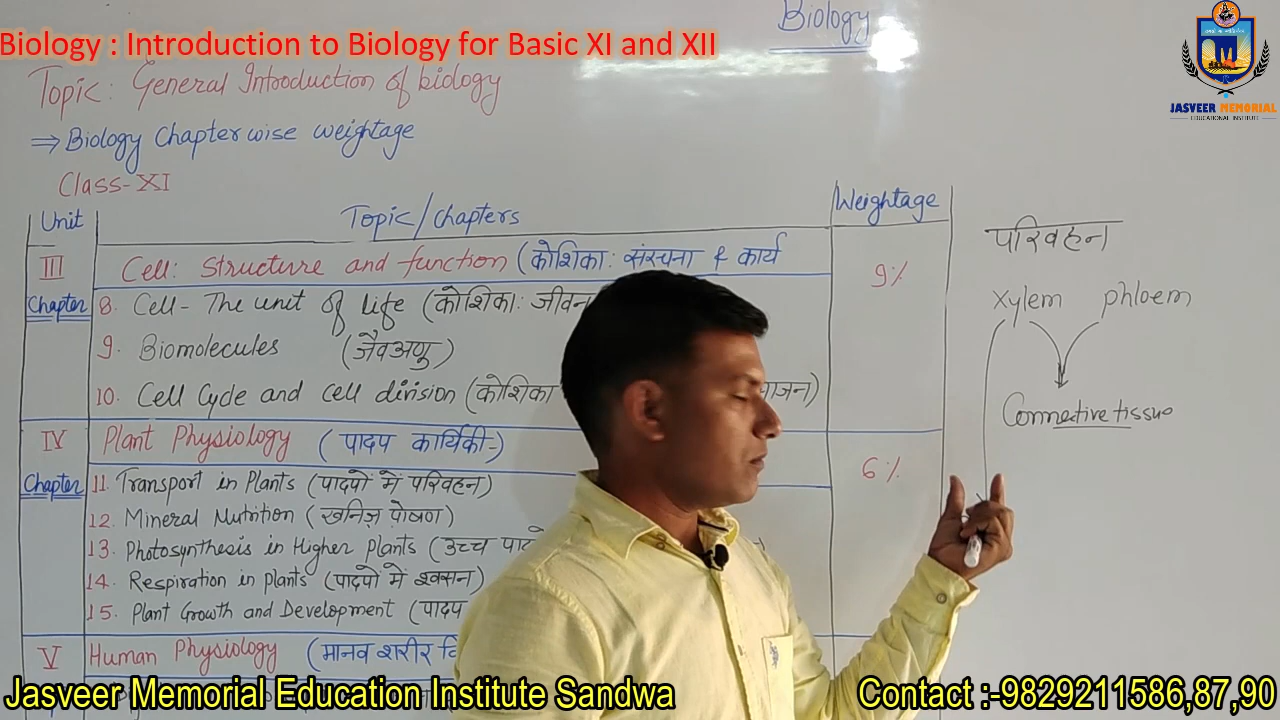 Biology
Biology : Introduction to Biology for Basic XI and XII
JASVEER MEMORIAL
EDUCATIONAL INSTITUTE
Topic: General Introduction of biology
⇒ Biology Chapterwise weightage
Class-XI
Unit Topic/chapters Weightage
III Cell: Structure and function (कोशिका: संरचना & कार्य 9%
Chapter 8. Cell- The unit of life (कोशिका: जीवन
9. Biomolecules (जैवअणु)
10. Cell Cycle and cell division (कोशिका
IV Plant Physiology (पादप कार्यिकी-) 6%
Chapter 11. Transport in Plants (पादपों में परिवहन)
12. Mineral Nutrition (खनिज़ पोषण)
13. Photosynthesis in Higher Plants (उच्च
14. Respiration in plants (पादपों में श्वसन)
15. Plant Growth and Development (पादप
V Human Physiology (मानव शरीर
परिवहन
xylem phloem
Connective tissue
Jasveer Memorial Education Institute Sandwa
Contact :-9829211586,87,90